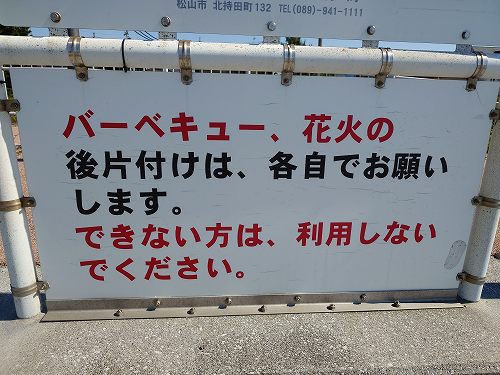 松山市 北持田町132 TEL(089)-941-1111
バーベキュー、花火の
後片付けは、各自でお願い
します。
できない方は、利用しない
でください。